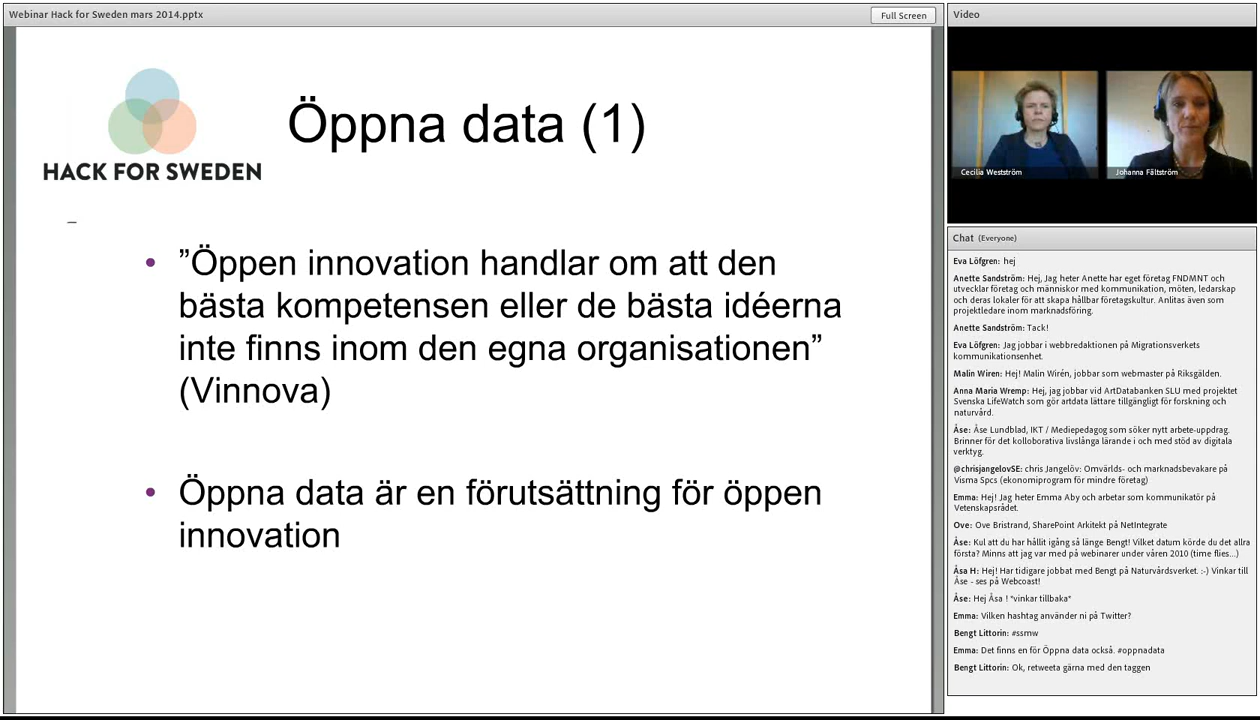 Webinar Hack for Sweden mars 2014.pptx
Full Screen
HACK FOR SWEDEN
Öppna data (1)
–
• ”Öppen innovation handlar om att den
bästa kompetensen eller de bästa idéerna
inte finns inom den egna organisationen”
(Vinnova)
• Öppna data är en förutsättning för öppen
innovation
Video
Cecilia Weström
Johanna Fältström
Chat (Everyone)
Eva Löfgren: hej
Anette Sandström: Hej, Jag heter Anette har eget företag FNDMNT och
utvecklar företag och människor med kommunikation, möten, ledarskap
och deras lokaler för att skapa hållbar företagskultur. Anlitas även som
projektledare inom marknadsföring.
Anette Sandström: Tack!
Eva Löfgren: Jag jobbar i webbredaktionen på Migrationsverkets
kommunikationsenhet.
Malin Wiren: Hej! Malin Wirén, jobbar som webmaster på Riksgälden.
Anna Maria Wremp: Hej, jag jobbar vid ArtDatabanken SLU med projektet
Svenska LifeWatch som gör artdata lättare tillgängligt för forskning och
naturvård.
Åse: Åse Lundblad, IKT / Mediepedagog som söker nytt arbete-uppdrag.
Brinner för det kolloborativa livslånga lärande i och med stöd av digitala
verktyg.
@chrisjangelovSE: chris Jangelöv: Omvärlds- och marknadsbevakare på
Visma Spcs (ekonomiprogram för mindre företag)
Emma: Hej! Jag heter Emma Aby och arbetar som kommunikatör på
Vetenskapsrådet.
Ove: Ove Bristrand, SharePoint Arkitekt på NetIntegrate
Åse: Kul att du har hållit igång så länge Bengt! Vilket datum körde du det allra
första? Minns att jag var med på webinarer under våren 2010 (time flies...)
Åsa H: Hej! Har tidigare jobbat med Bengt på Naturvårdsverket. :-) Vinkar till
Åse - ses på Webcoast!
Åse: Hej Åsa ! *vinkar tillbaka*
Emma: Vilken hashtag använder ni på Twitter?
Bengt Littorin: #ssmw
Emma: Det finns en för Öppna data också. #oppnadata
Bengt Littorin: Ok, retweeta gärna med den taggen